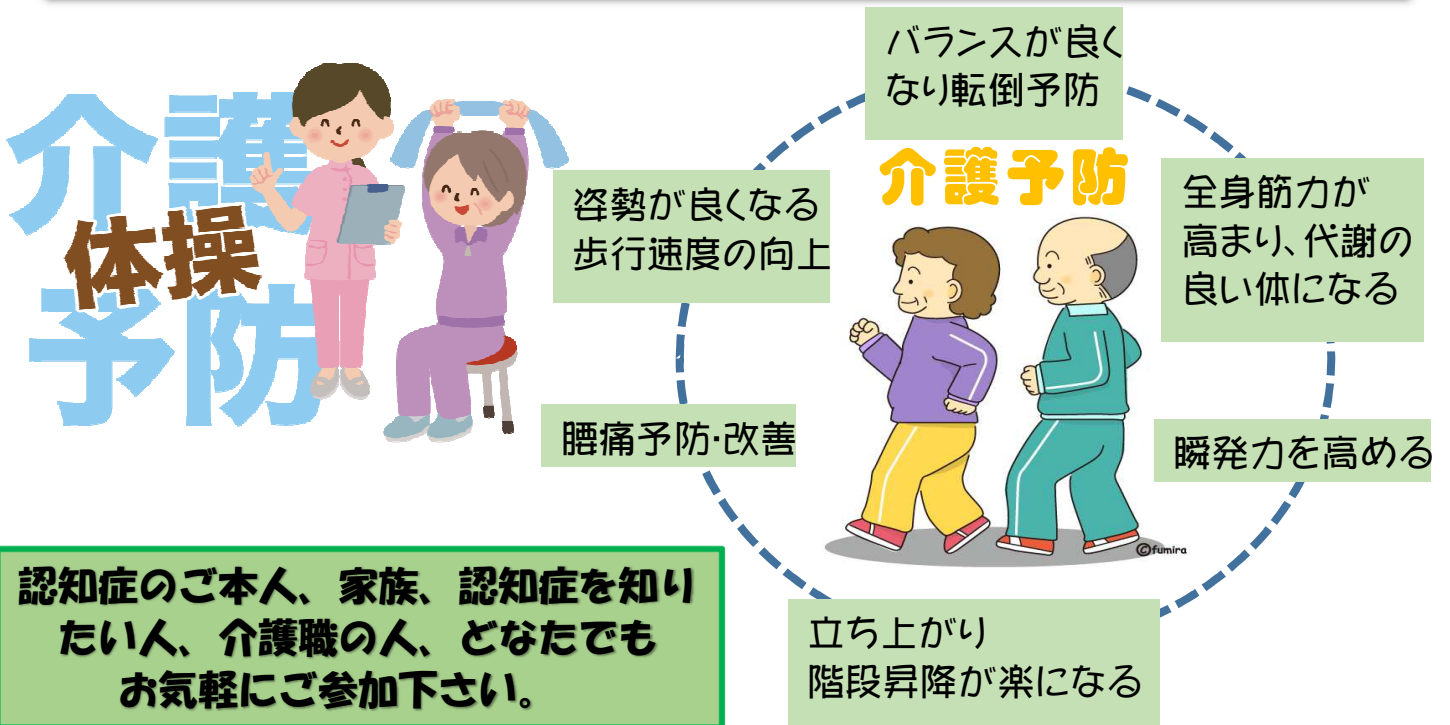 介護
体操
予防
バランスが良く
なり転倒予防
介護予防
姿勢が良くなる
歩行速度の向上
全身筋力が
高まり、代謝の
良い体になる
腰痛予防・改善
瞬発力を高める
©fumira
立ち上がり
階段昇降が楽になる
認知症のご本人、家族、認知症を知り
たい人、介護職の人、どなたでも
お気軽にご参加下さい。